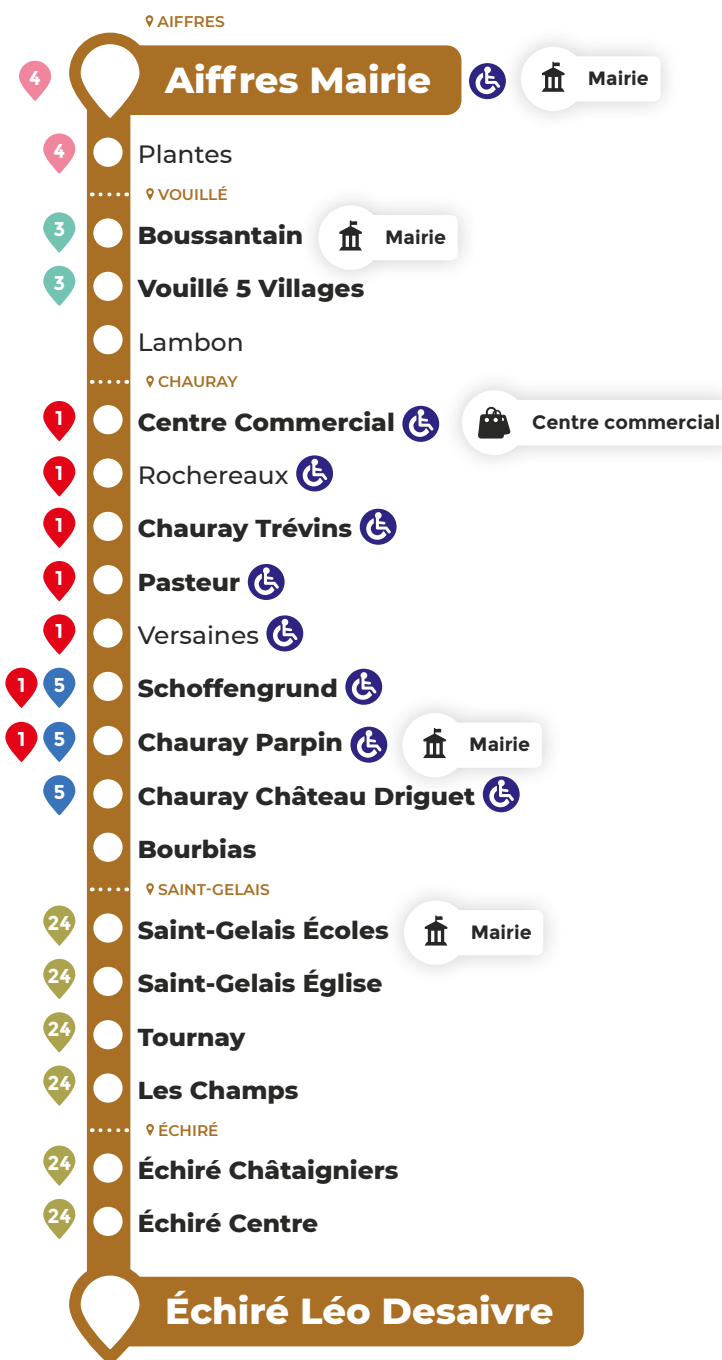 AIFFRES
4 Aiffres Mairie Mairie
4 Plantes
VOUILLÉ
3 Boussantain Mairie
3 Vouillé 5 Villages
Lambon
CHAURAY
1 Centre Commercial Centre commercial
1 Rochereaux
1 Chauray Trévins
1 Pasteur
1 Versaines
1 5 Schoffengrund
1 5 Chauray Parpin Mairie
5 Chauray Château Driguet
Bourbias
SAINT-GELAIS
24 Saint-Gelais Écoles Mairie
24 Saint-Gelais Église
24 Tournay
24 Les Champs
ÉCHIRÉ
24 Échiré Châtaigniers
24 Échiré Centre
Échiré Léo Desaivre